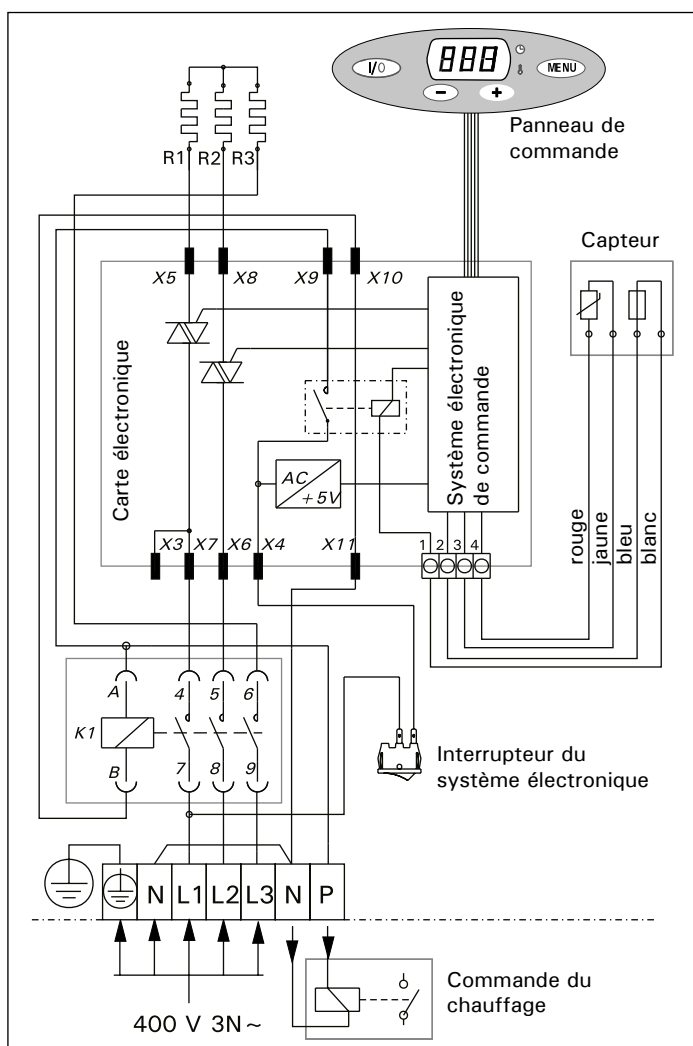 I/O
888
MENU
−
+
Panneau de
commande
R1
R2
R3
Capteur
X5
X8
X9
X10
Carte électronique
Système électronique
de commande
AC
+5V
X3
X7
X6
X4
X11
1
2
3
4
rouge
jaune
bleu
blanc
A
4
5
6
K1
B
7
8
9
Interrupteur du
système électronique
N
L1
L2
L3
N
P
400 V 3N~
Commande du
chauffage